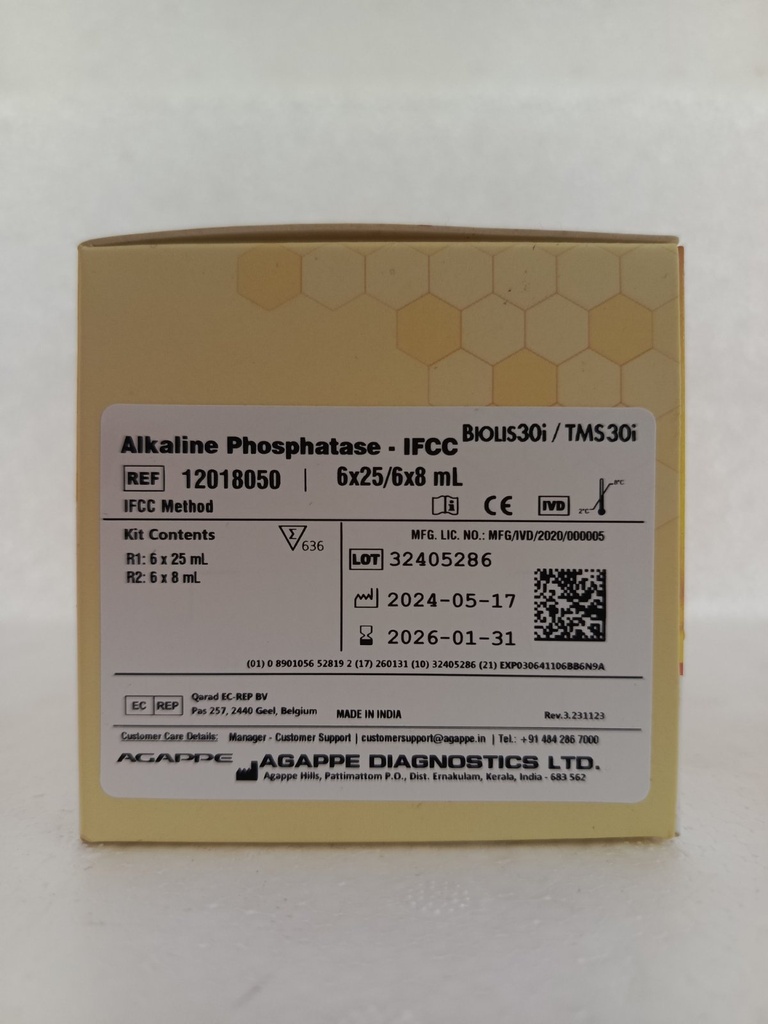 Alkaline Phosphatase - IFCC BIOLIS30i / TMS30i
REF 12018050 | 6x25/6x8 mL
IFCC Method
CE IVD 2°C 8°C
Kit Contents
Σ 636
R1: 6 x 25 mL
R2: 6 x 8 mL
MFG. LIC. NO.: MFG/IVD/2020/000005
LOT 32405286
2024-05-17
2026-01-31
(01) 0 8901056 52819 2 (17) 260131 (10) 32405286 (21) EXP030641106BB6N9A
EC REP
Qarad EC-REP BV
Pas 257, 2440 Geel, Belgium
MADE IN INDIA
Rev.3.231123
Customer Care Details: Manager - Customer Support | customersupport@agappe.in | Tel.: +91 484 286 7000
AGAPPE AGAPPE DIAGNOSTICS LTD.
Agappe Hills, Pattimattom P.O., Dist. Ernakulam, Kerala, India - 683 562